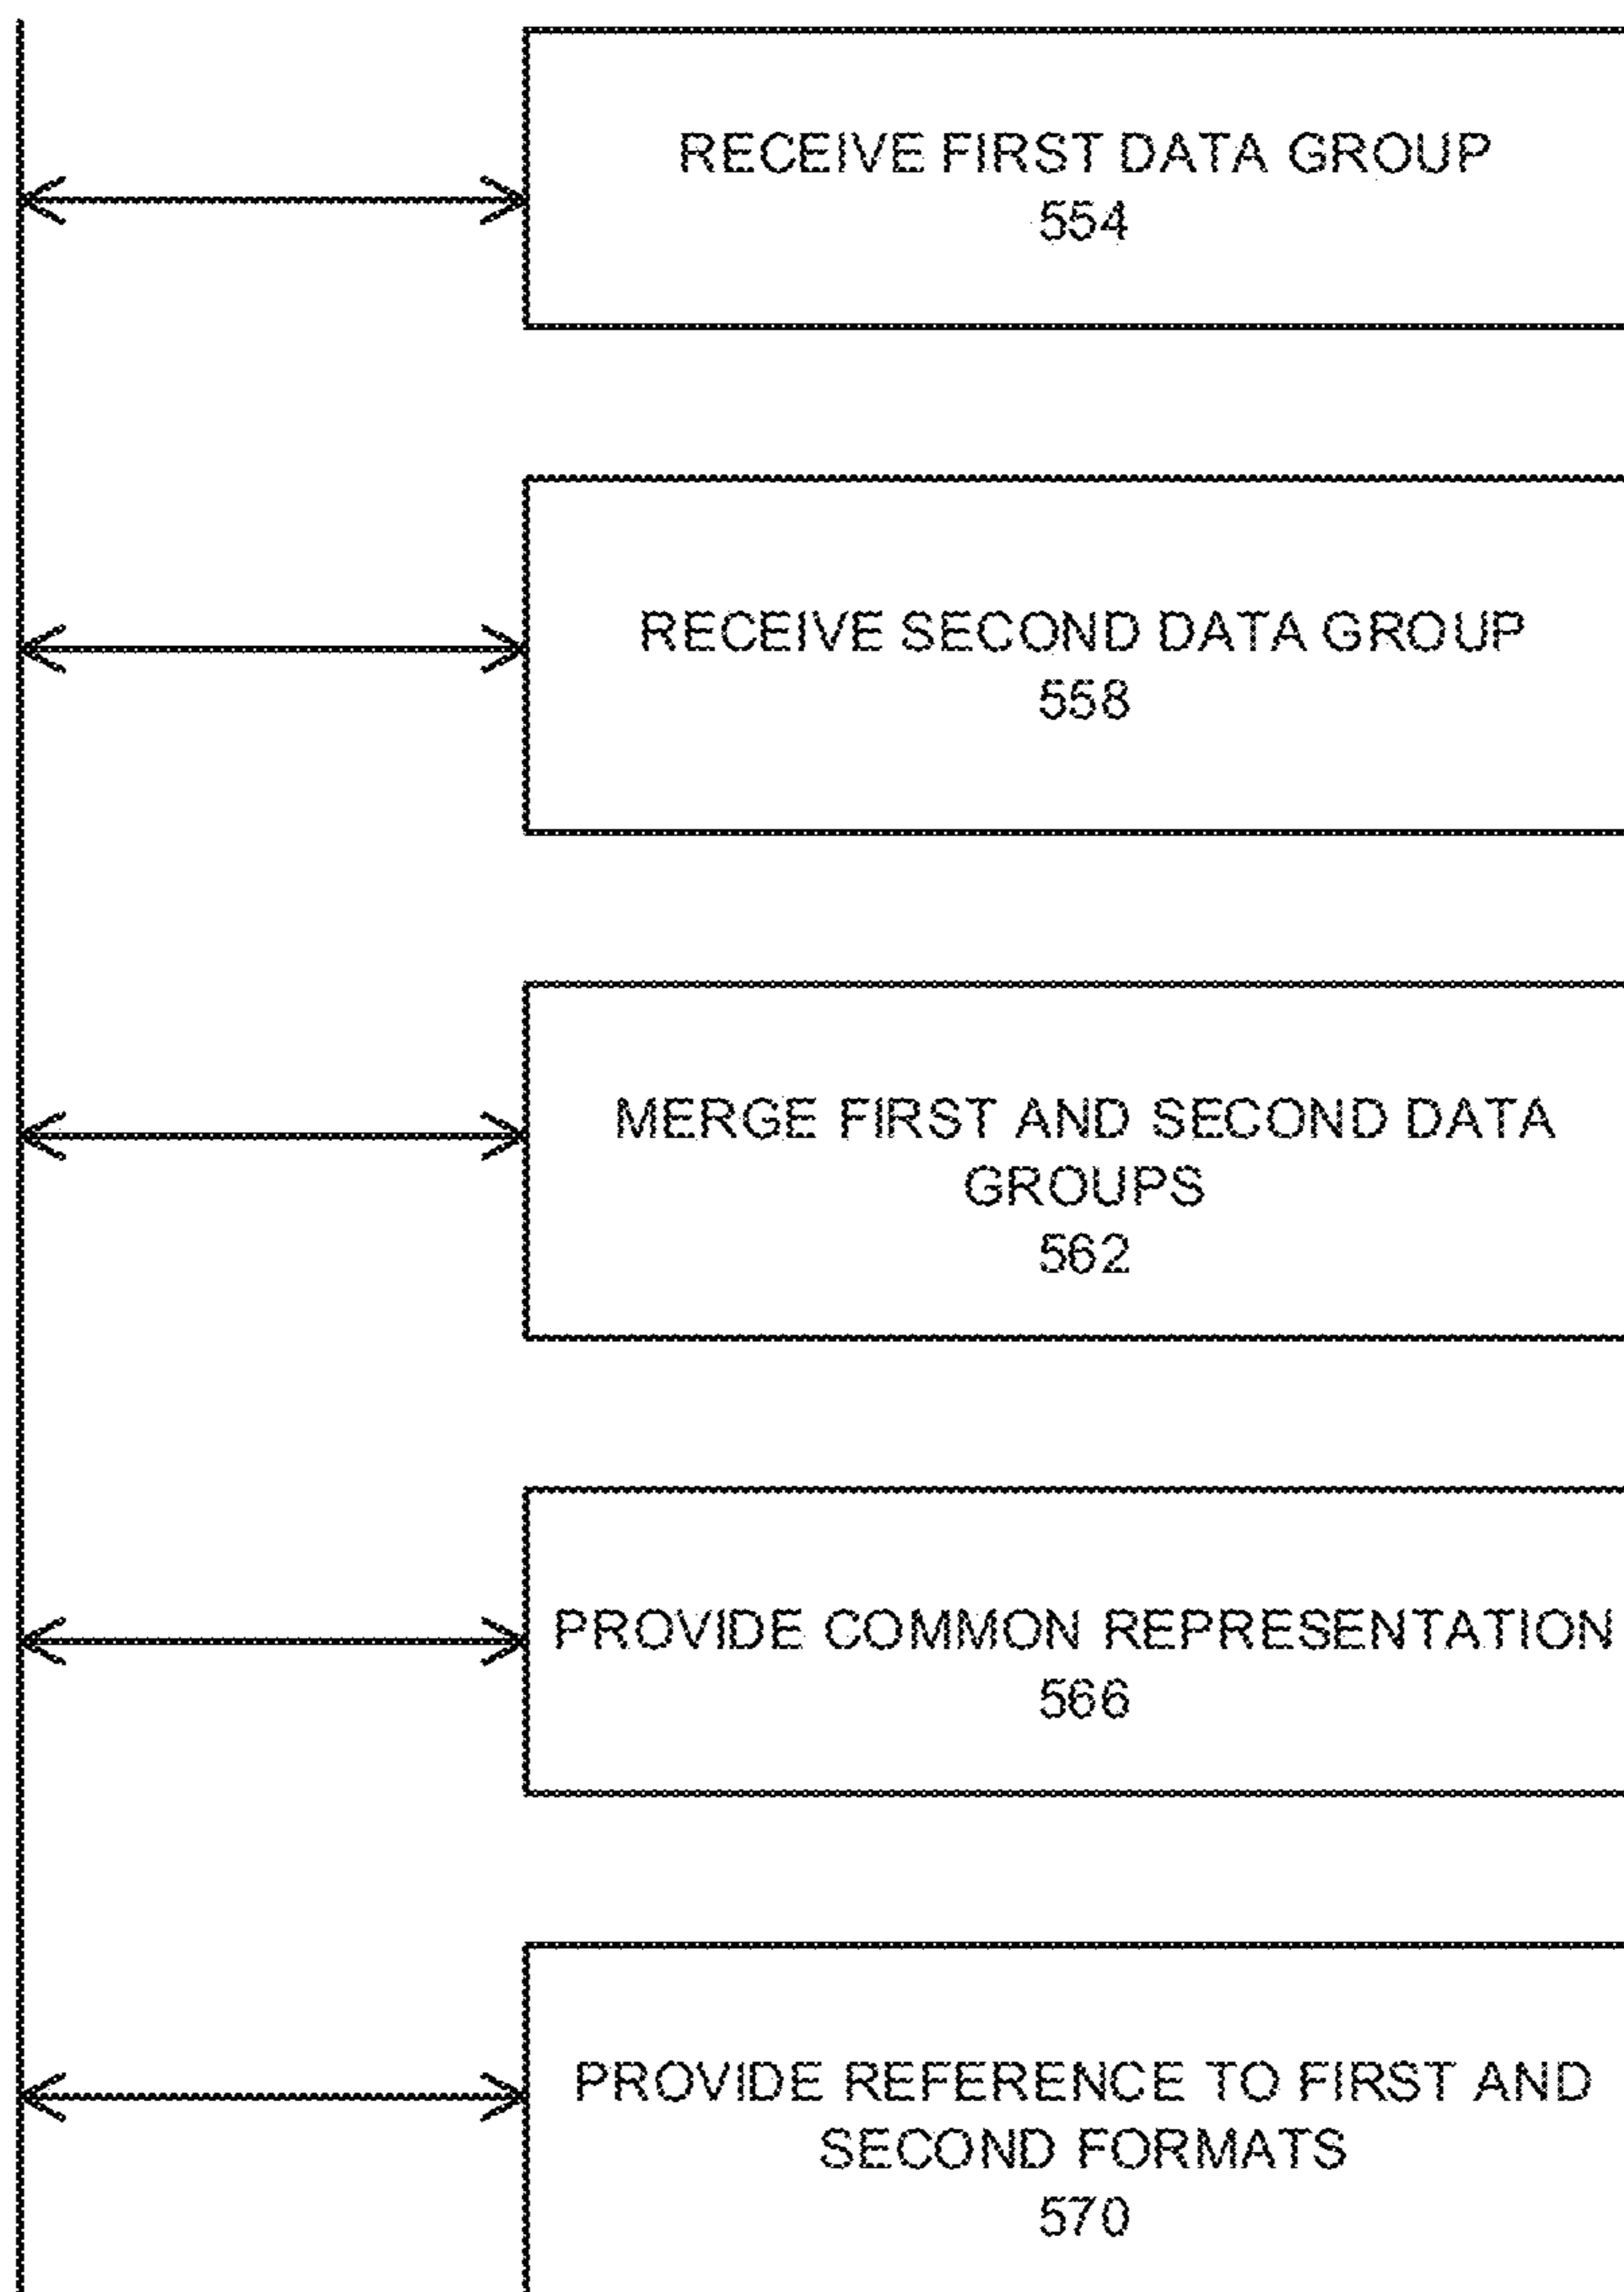 RECEIVE FIRST DATA GROUP
554
RECEIVE SECOND DATA GROUP
558
MERGE FIRST AND SECOND DATA
GROUPS
562
PROVIDE COMMON REPRESENTATION
566
PROVIDE REFERENCE TO FIRST AND
SECOND FORMATS
570